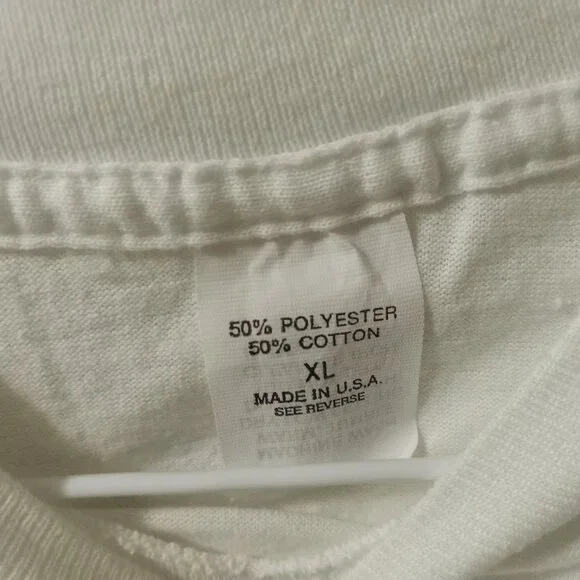 50% POLYESTER
50% COTTON
XL
MADE IN U.S.A.
SEE REVERSE